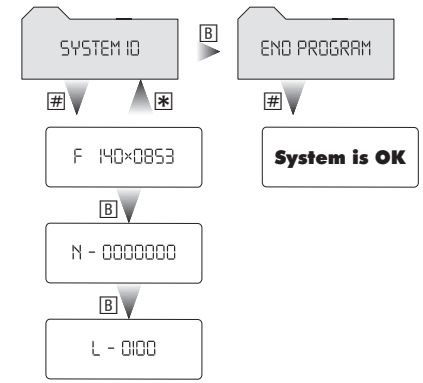 SYSTEM ID
B
END PROGRAM
#
*
#
F 140×0853
System is OK
B
N - 0000000
B
L - 0100